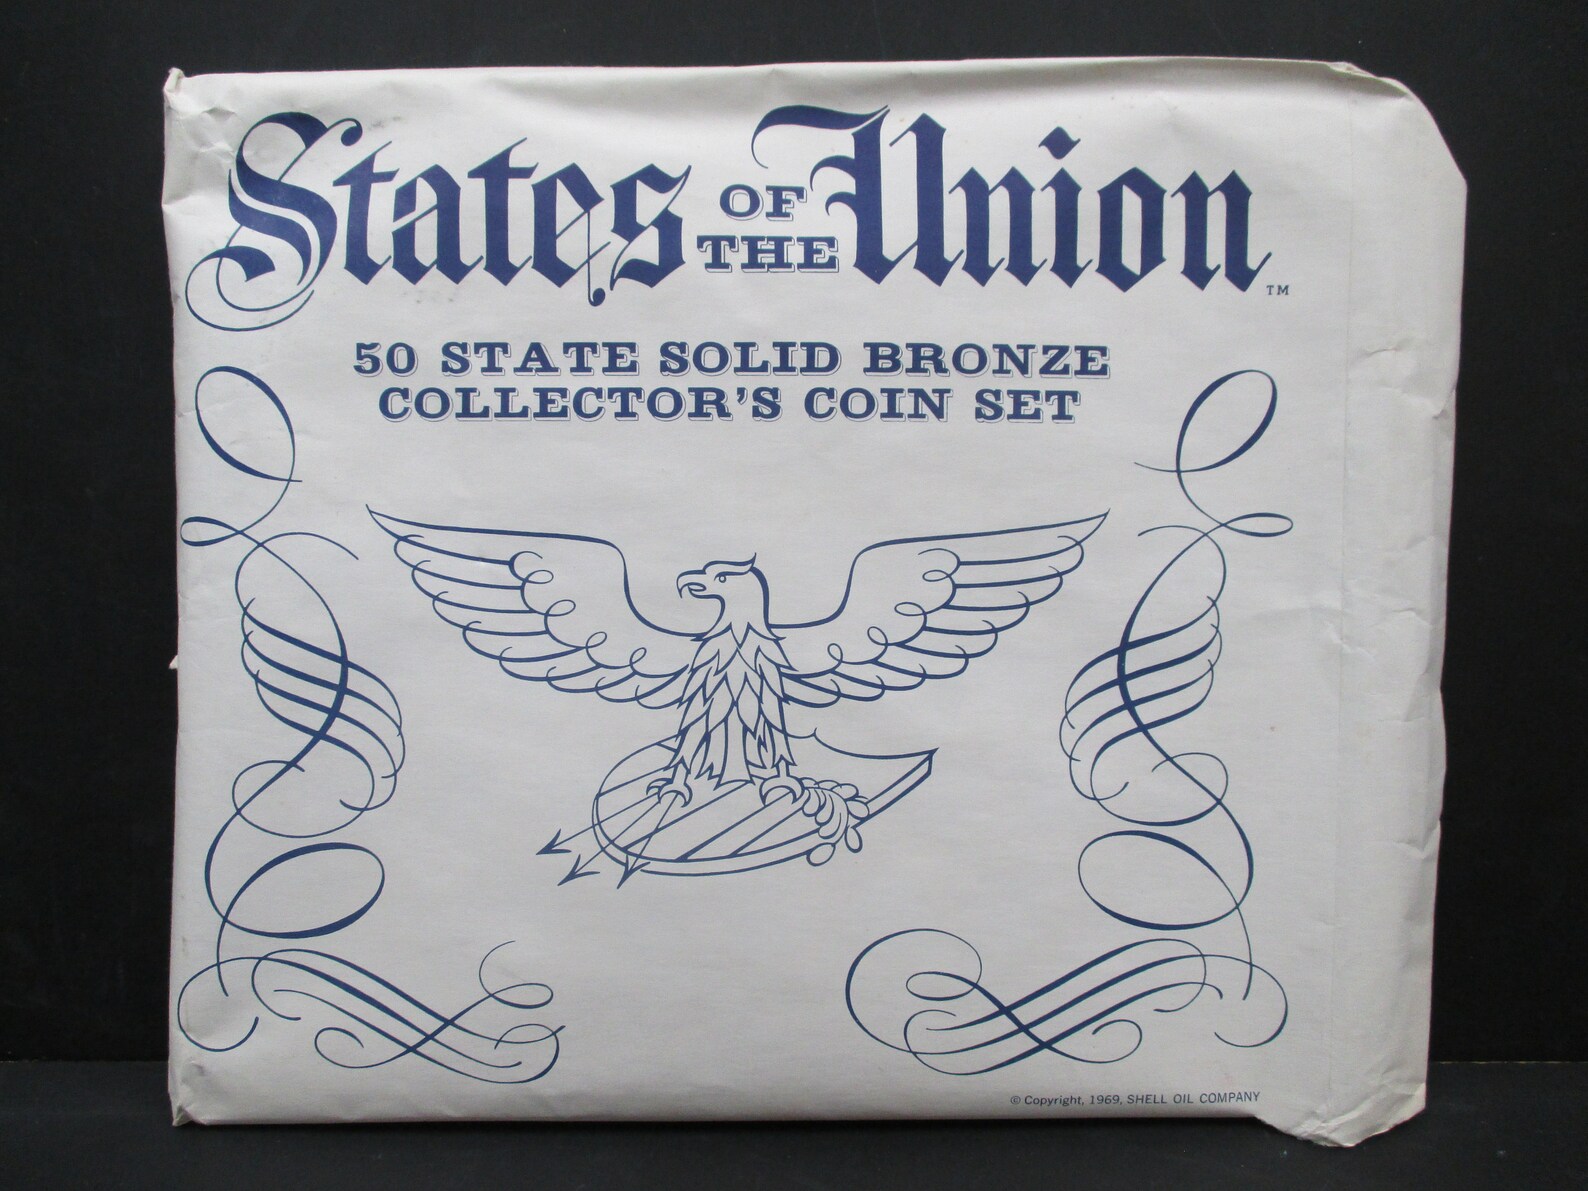 States OF THE Union TM
50 STATE SOLID BRONZE
COLLECTOR'S COIN SET
© Copyright, 1969, SHELL OIL COMPANY